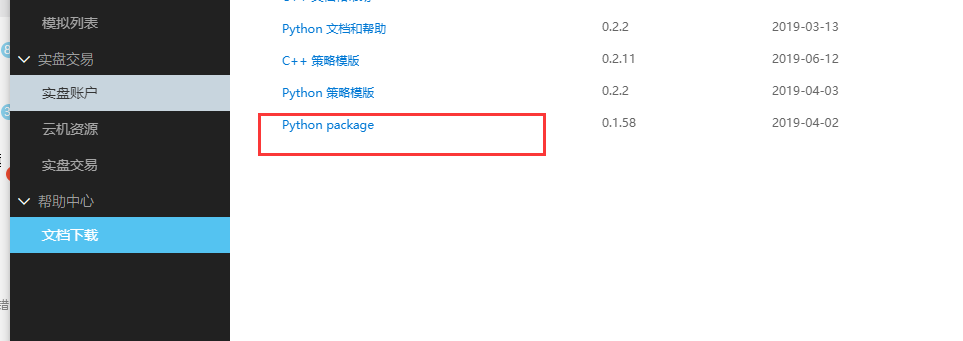 模拟列表
实盘交易
实盘账户
云机资源
实盘交易
帮助中心
文档下载
Python 文档和帮助 0.2.2 2019-03-13
C++ 策略模版 0.2.11 2019-06-12
Python 策略模版 0.2.2 2019-04-03
Python package 0.1.58 2019-04-02